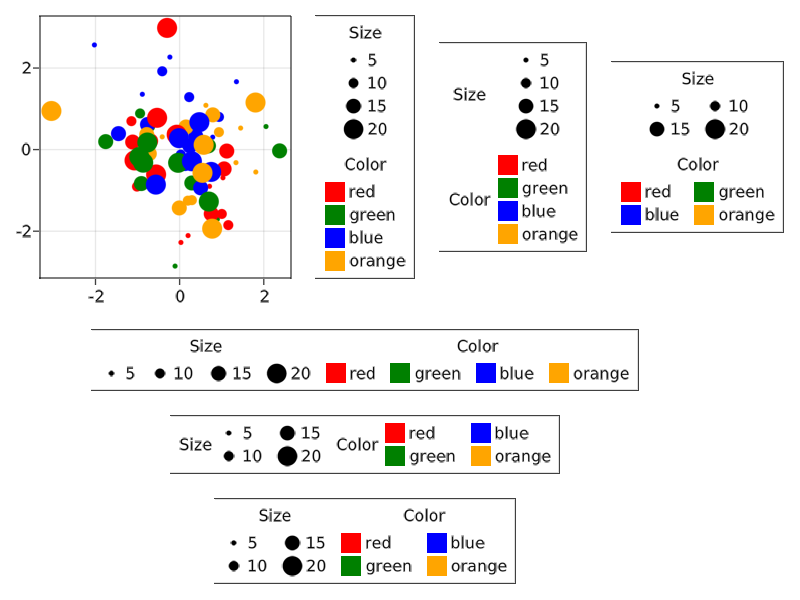 2
0
-2
-2 0 2
Size
5
10
15
20
Color
red
green
blue
orange
Size
5
10
15
20
Color
red
green
blue
orange
Size
5 10
15 20
Color
red green
blue orange
Size Color
5 10 15 20 red green blue orange
Size 5 15 Color red blue
10 20 green orange
Size Color
5 15 red blue
10 20 green orange